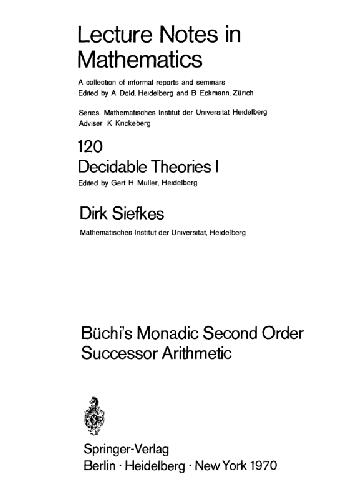 Lecture Notes in
Mathematics
A collection of informal reports and seminars
Edited by A. Dold, Heidelberg and B. Eckmann, Zürich
Series: Mathematisches Institut der Universität Heidelberg
Adviser: K. Krickeberg
120
Decidable Theories I
Edited by Gert H. Müller, Heidelberg
Dirk Siefkes
Mathematisches Institut der Universität, Heidelberg
Büchi's Monadic Second Order
Successor Arithmetic
Springer-Verlag
Berlin · Heidelberg · New York 1970